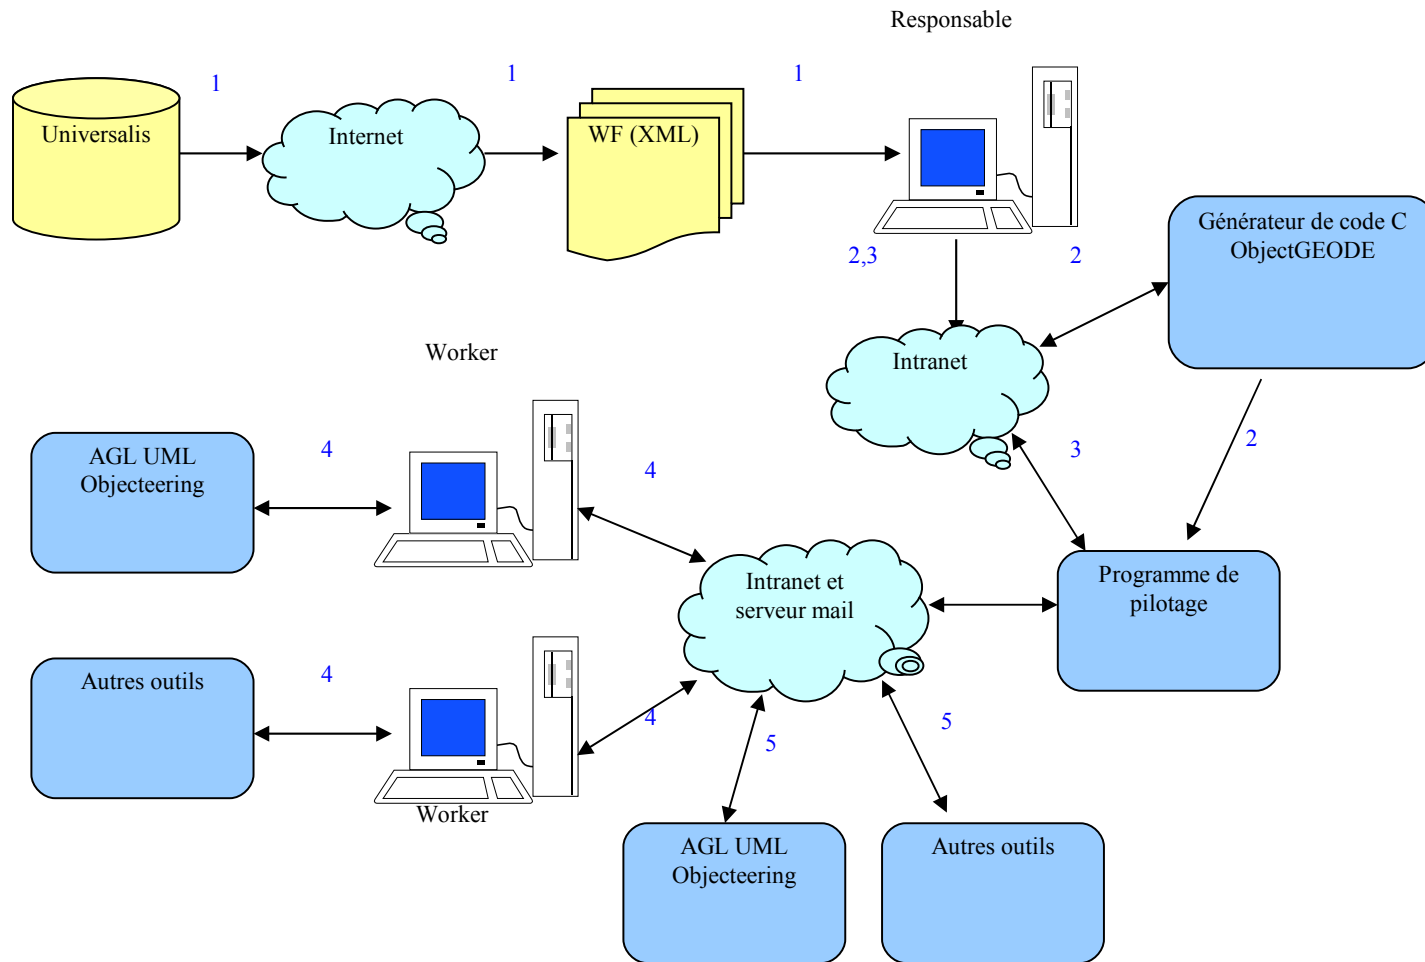 Responsable
1
1
1
Universalis
Internet
WF (XML)
Générateur de code C
ObjectGEODE
2,3
2
Intranet
Worker
AGL UML
Objecteering
4
4
3
2
Intranet et
serveur mail
Programme de
pilotage
Autres outils
4
4
5
5
Worker
AGL UML
Objecteering
Autres outils